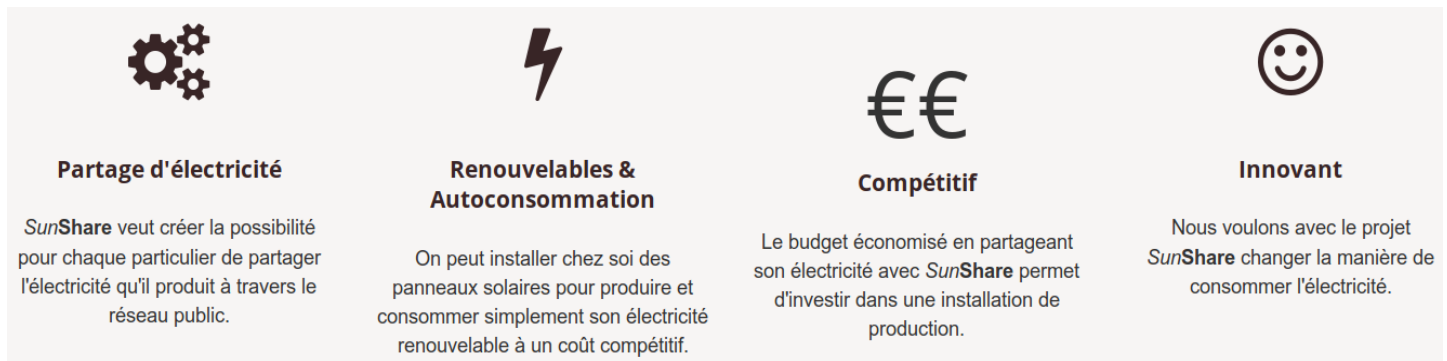 Partage d'électricité
SunShare veut créer la possibilité
pour chaque particulier de partager
l'électricité qu'il produit à travers le
réseau public.
Renouvelables &
Autoconsommation
On peut installer chez soi des
panneaux solaires pour produire et
consommer simplement son électricité
renouvelable à un coût compétitif.
€€
Compétitif
Le budget économisé en partageant
son électricité avec SunShare permet
d'investir dans une installation de
production.
Innovant
Nous voulons avec le projet
SunShare changer la manière de
consommer l'électricité.